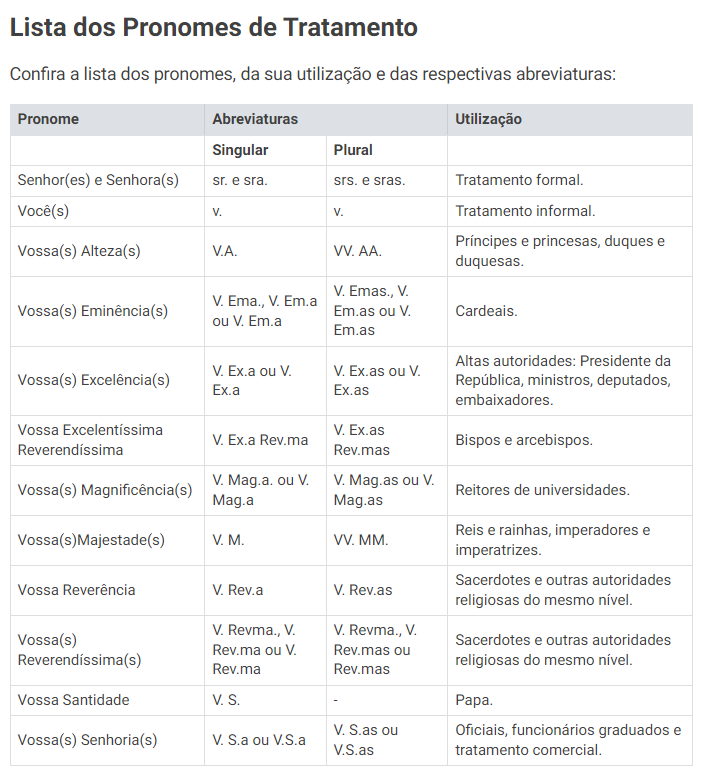 Lista dos Pronomes de Tratamento
Confira a lista dos pronomes, da sua utilização e das respectivas abreviaturas:
Pronome Abreviaturas Utilização
Singular Plural
Senhor(es) e Senhora(s) sr. e sra. srs. e sras. Tratamento formal.
Você(s) v. v. Tratamento informal.
Vossa(s) Alteza(s) V.A. VV. AA. Príncipes e princesas, duques e
duquesas.
Vossa(s) Eminência(s) V. Ema., V. Em.a
ou V. Em.a
V. Emas., V.
Em.as ou V.
Em.as
Cardeais.
Vossa(s) Excelência(s) V. Ex.a ou V.
Ex.a
V. Ex.as ou V.
Ex.as
Altas autoridades: Presidente da
República, ministros, deputados,
embaixadores.
Vossa Excelentíssima
Reverendíssima
V. Ex.a Rev.ma V. Ex.as
Rev.mas
Bispos e arcebispos.
Vossa(s) Magnificência(s) V. Mag.a. ou V.
Mag.a
V. Mag.as ou V.
Mag.as
Reitores de universidades.
Vossa(s)Majestade(s) V. M. VV. MM. Reis e rainhas, imperadores e
imperatrizes.
Vossa Reverência V. Rev.a V. Rev.as Sacerdotes e outras autoridades
religiosas do mesmo nível.
Vossa(s)
Reverendíssima(s)
V. Revma., V.
Rev.ma ou V.
Rev.ma
V. Revma., V.
Rev.mas ou
Rev.mas
Sacerdotes e outras autoridades
religiosas do mesmo nível.
Vossa Santidade V. S. - Papa.
Vossa(s) Senhoria(s) V. S.a ou V.S.a V. S.as ou
V.S.as
Oficiais, funcionários graduados e
tratamento comercial.